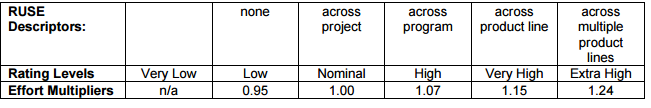 RUSE none across across across across
Descriptors: project program product line multiple
product
lines
Rating Levels Very Low Low Nominal High Very High Extra High
Effort Multipliers n/a 0.95 1.00 1.07 1.15 1.24